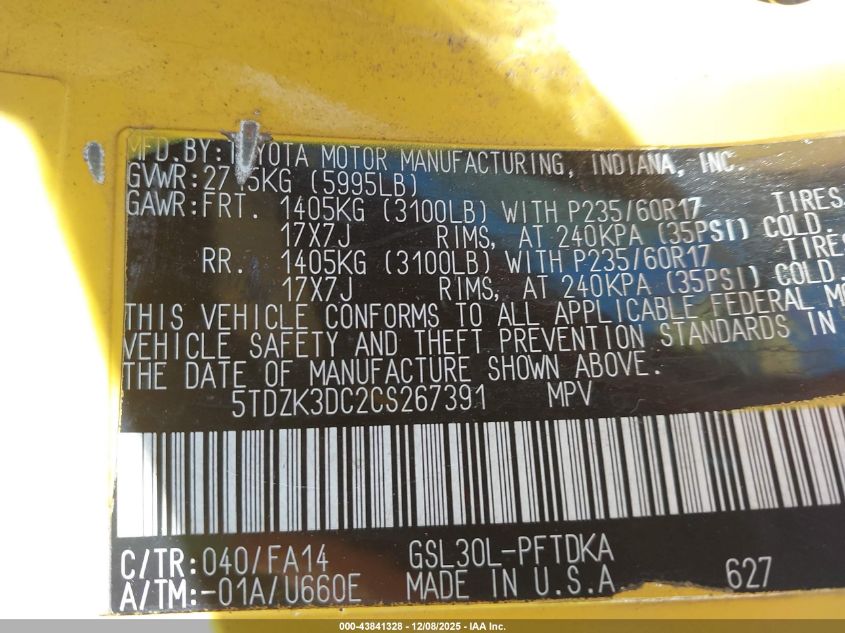 MFD.BY: TOYOTA MOTOR MANUFACTURING, INDIANA, INC.
GVWR: (5995LB)
GAWR:FRT. 1405KG (3100LB) WITH P235/60R17 TIRES.
17X7J RIMS, AT 240KPA (35PSI) COLD.
RR. 1405KG (3100LB) WITH P235/60R17 TIRES
17X7J RIMS, AT 240KPA (35PSI) COLD.
THIS VEHICLE CONFORMS TO ALL APPLICABLE FEDERAL
VEHICLE SAFETY AND THEFT PREVENTION STANDARDS IN
THE DATE OF MANUFACTURE SHOWN ABOVE.
5TDZK3DC2CS267391 MPV
C/TR: 040/FA14 GSL30L-PFTDKA
A/TM: -01A/U660E MADE IN U.S.A 627
000-43841328 • 12/08/2025 • IAA Inc.